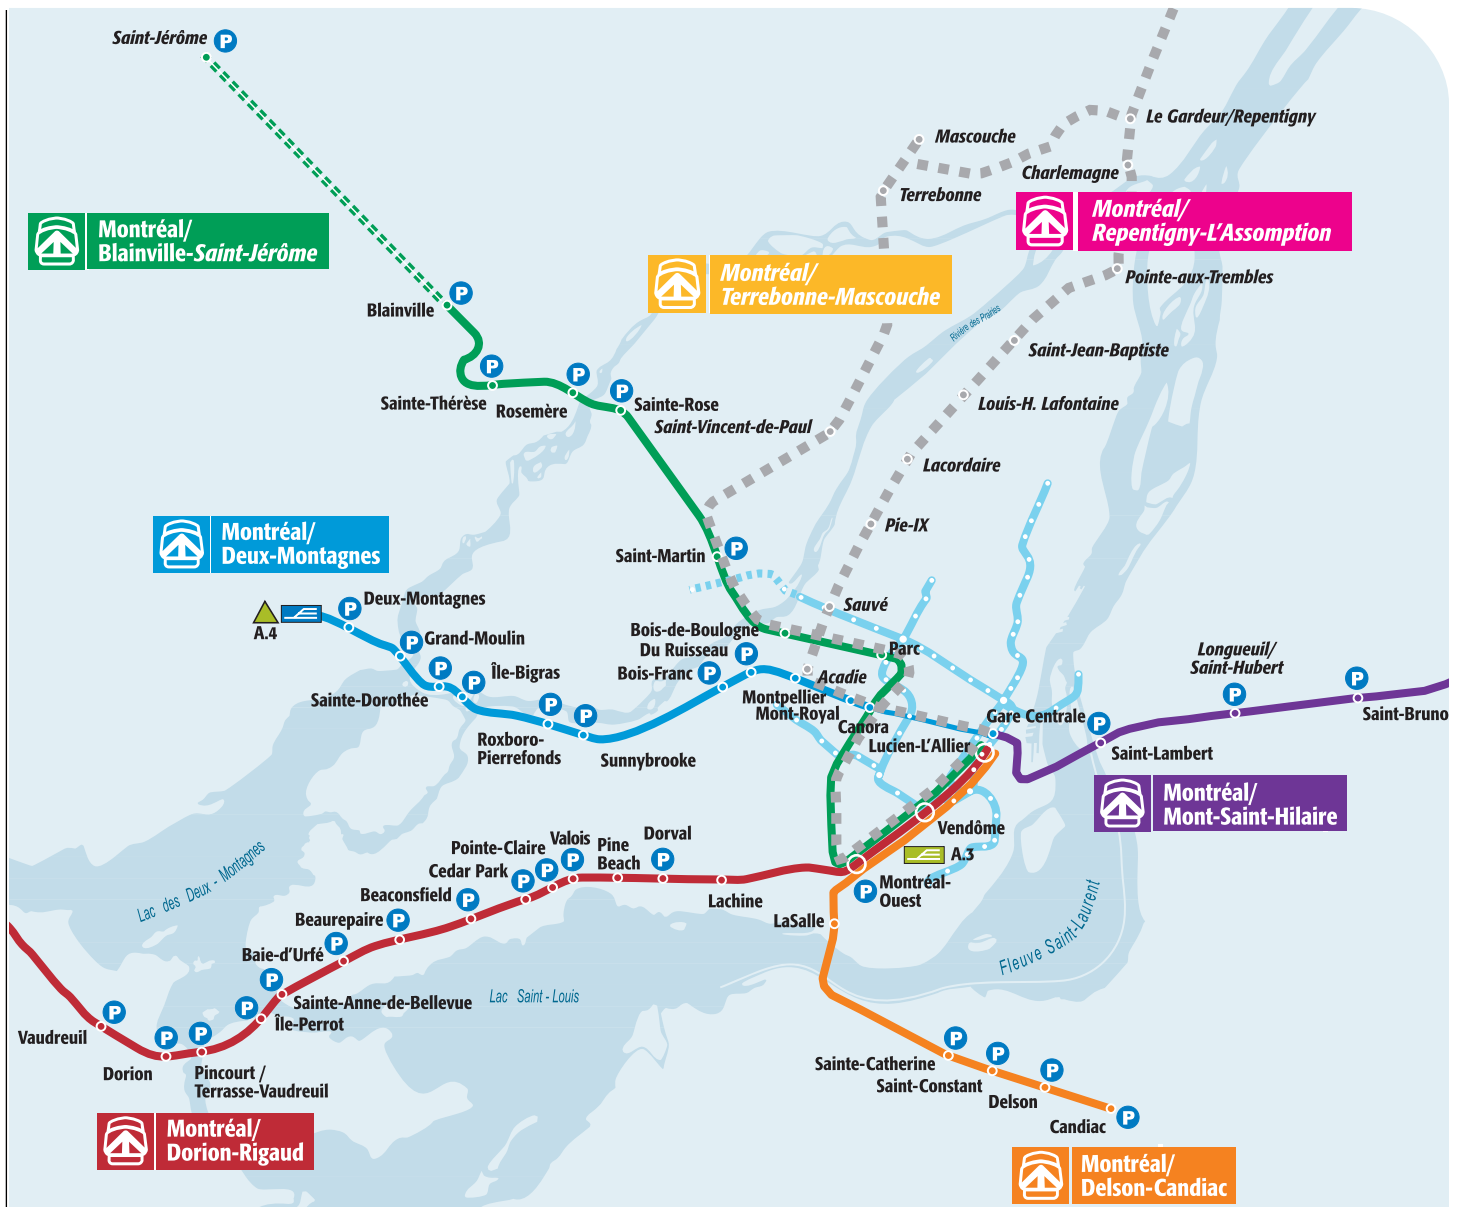 Saint-Jérôme P
Le Gardeur/Repentigny
Mascouche
Charlemagne
Terrebonne
Montréal/
Repentigny-L'Assomption
Montréal/
Blainville-Saint-Jérôme
Montréal/
Terrebonne-Mascouche
Pointe-aux-Trembles
P
Blainville
Rivière des Prairies
Saint-Jean-Baptiste
P
P
P
Sainte-Thérèse
Rosemère
Sainte-Rose
Louis-H. Lafontaine
Saint-Vincent-de-Paul
Lacordaire
Pie-IX
Montréal/
Deux-Montagnes
Saint-Martin
P
Deux-Montagnes
P
A.4
Sauvé
Bois-de-Boulogne
P
Grand-Moulin
Du Ruisseau
P
Parc
Longueuil/
Saint-Hubert
P
P
Île-Bigras
Bois-Franc
P
Acadie
P
Sainte-Dorothée
P
P
Montpellier
Mont-Royal
P
Canora
Gare Centrale
P
Saint-Bruno
Roxboro-
Pierrefonds
Sunnybrooke
Lucien-L'Allier
Saint-Lambert
Montréal/
Mont-Saint-Hilaire
Vendôme
A.3
Valois
Pine
Beach
Dorval
Pointe-Claire
P
P
Cedar Park
P
P
Lac des Deux - Montagnes
Montréal-
Ouest
P
Beaconsfield
P
Lachine
Beaurepaire
P
LaSalle
Fleuve Saint-Laurent
Baie-d'Urfé
P
P
Sainte-Anne-de-Bellevue
Lac Saint - Louis
P
Île-Perrot
P
Vaudreuil
P
P
Dorion
Pincourt /
Terrasse-Vaudreuil
P
Sainte-Catherine
P
Saint-Constant
P
Delson
Candiac
P
Montréal/
Dorion-Rigaud
Montréal/
Delson-Candiac